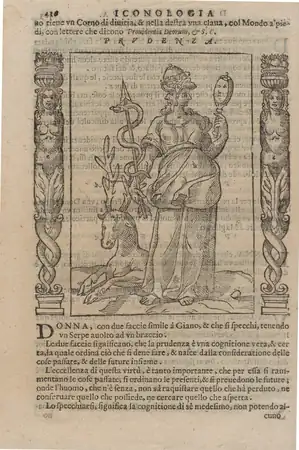 416 ICONOLOGIA
no tiene vn Corno di diuitia, & nella destra vna claua, col Mondo a'pie
di, con lettere che dicono Prouidentia Deorum, & S. C.
PRVDENZA.
DONNA, con due faccie simile à Giano, & che si specchi, tenendo
vn Serpe auolto ad vn braccio.
Le due faccie significano, che la prudenza è vna cognitione vera, & cer
ta, la quale ordina ciò che si deue fare, & nasce dalla consideratione delle
cose passate, & delle future insieme.
L'eccellenza di questa virtù, è tanto importante, che per essa si ram-
mentano le cose passate, si ordinano le presenti, & si preuedono le future;
onde l'huomo, che n'è senza, non sà racquistare quello che hà perduto, ne
conseruare quello che possiede, ne cercare quello che aspetta.
Lo specchiarsi, significa la cognitione di sè medesimo, non potendo al-
cuno